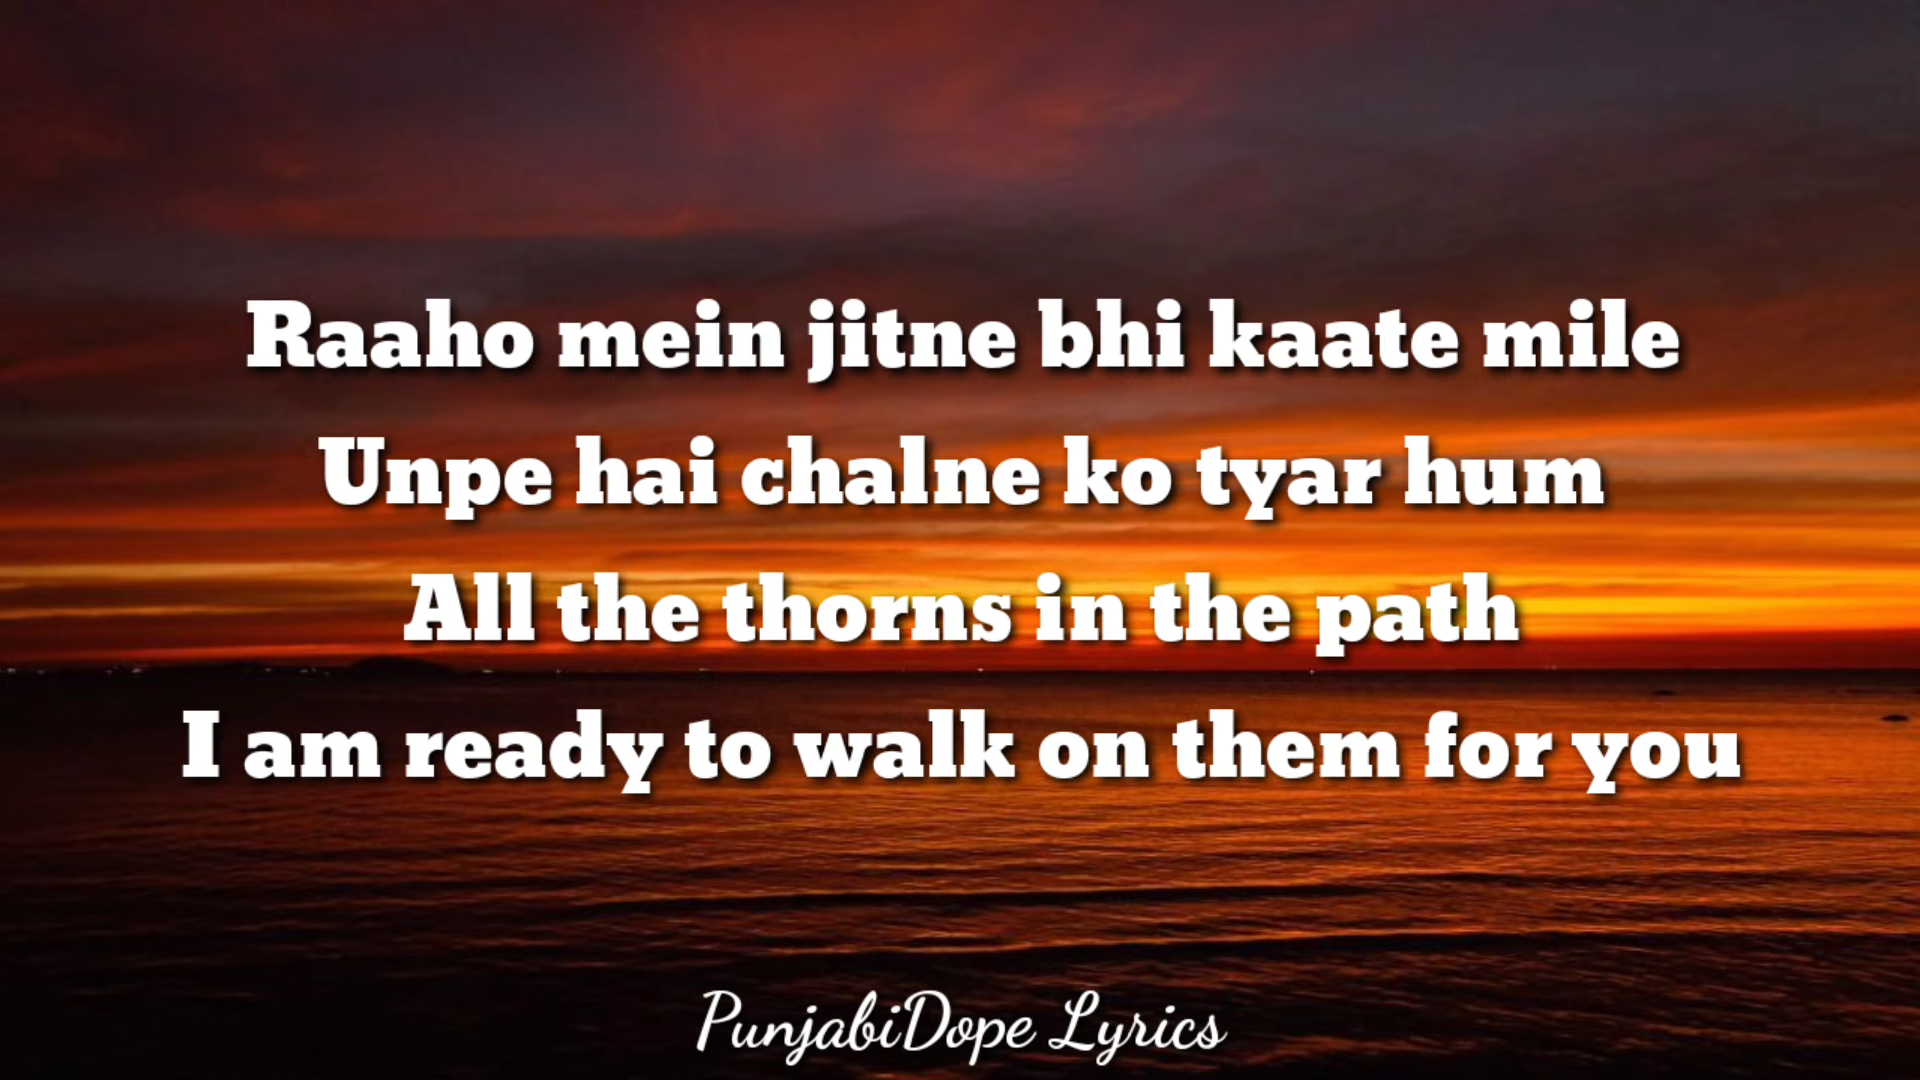 Raaho mein jitne bhi kaate mile
Unpe hai chalne ko tyar hum
All the thorns in the path
I am ready to walk on them for you
PunjabiDope Lyrics